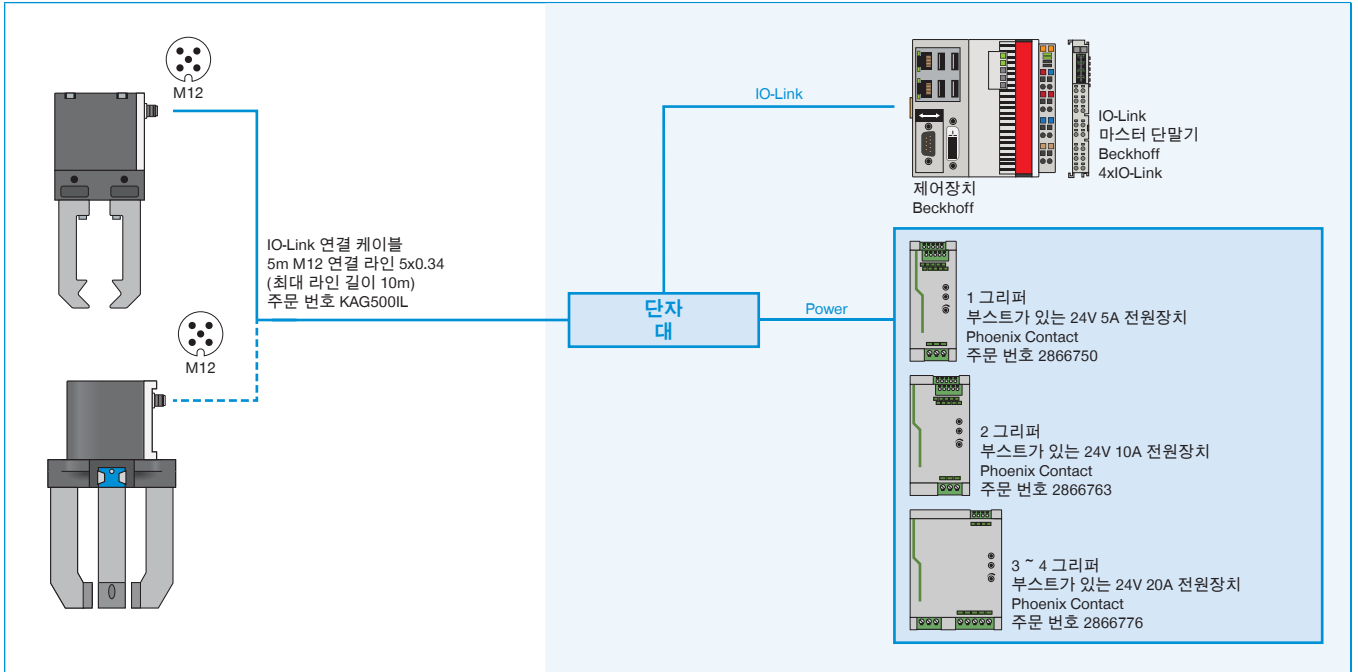 M12
IO-Link 연결 케이블
5m M12 연결 라인 5x0.34
(최대 라인 길이 10m)
주문 번호 KAG500IL
M12
IO-Link
단자
대
Power
제어장치
Beckhoff
IO-Link
마스터 단말기
Beckhoff
4xIO-Link
1 그리퍼
부스트가 있는 24V 5A 전원장치
Phoenix Contact
주문 번호 2866750
2 그리퍼
부스트가 있는 24V 10A 전원장치
Phoenix Contact
주문 번호 2866763
3 ~ 4 그리퍼
부스트가 있는 24V 20A 전원장치
Phoenix Contact
주문 번호 2866776